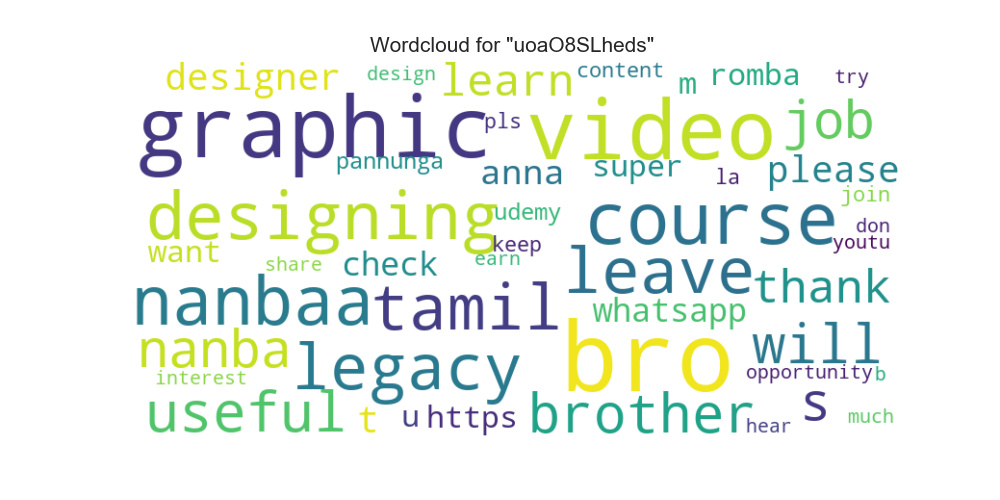 Wordcloud for "uoaO8SLheds"
designer design learn content m romba try
graphic pls video job
pannunga anna super la please
designing udemy course join
want keep don youtu
share check earn leave thank
nanbaa tamil whatsapp
nanba legacy bro will
interest opportunity b
useful t u https brother hear s much